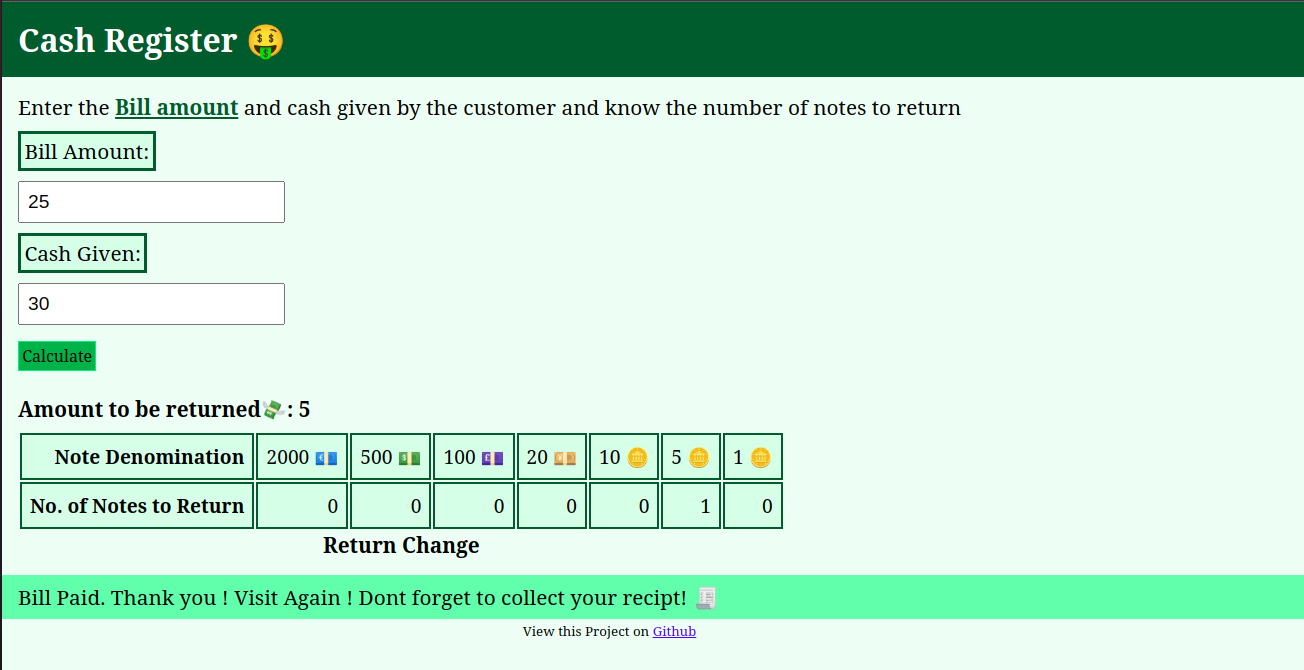 Cash Register 🤑
Enter the Bill amount and cash given by the customer and know the number of notes to return
Bill Amount:
25
Cash Given:
30
Calculate
Amount to be returned💸: 5
Note Denomination 2000 💶 500 💵 100 💷 20 💴 10 🪙 5 🪙 1 🪙
No. of Notes to Return 0 0 0 0 0 1 0
Return Change
Bill Paid. Thank you ! Visit Again ! Dont forget to collect your recipt! 🧾
View this Project on Github